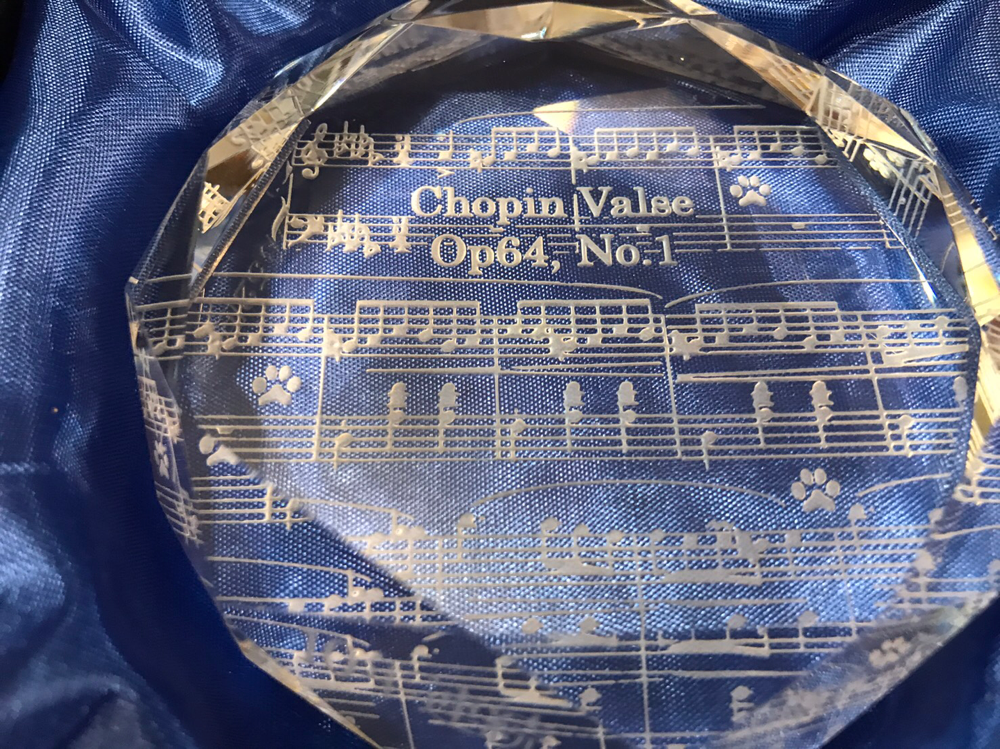 Chopin Valse
Op64, No.1